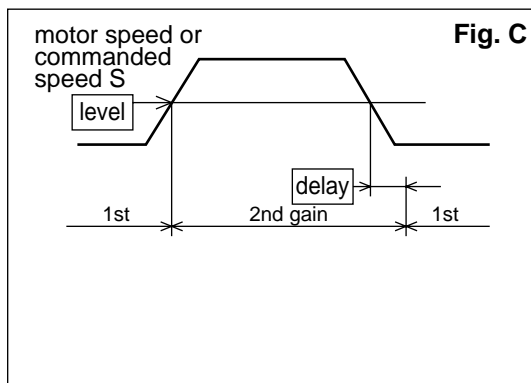 Fig. C
motor speed or
commanded
speed S
level
delay
1st
2nd gain
1st